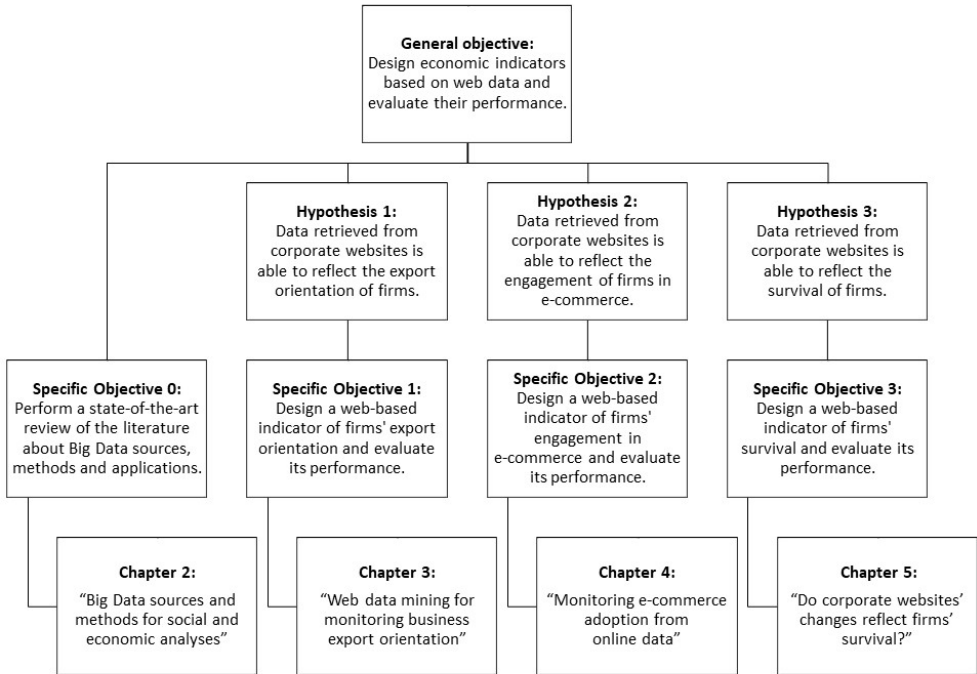 General objective:
Design economic indicators
based on web data and
evaluate their performance.
Hypothesis 1:
Data retrieved from
corporate websites is
able to reflect the export
orientation of firms.
Hypothesis 2:
Data retrieved from
corporate websites is
able to reflect the
engagement of firms in
e-commerce.
Hypothesis 3:
Data retrieved from
corporate websites is
able to reflect the
survival of firms.
Specific Objective 0:
Perform a state-of-the-art
review of the literature
about Big Data sources,
methods and applications.
Specific Objective 1:
Design a web-based
indicator of firms' export
orientation and evaluate
its performance.
Specific Objective 2:
Design a web-based
indicator of firms'
engagement in
e-commerce and evaluate
its performance.
Specific Objective 3:
Design a web-based
indicator of firms'
survival and evaluate its
performance.
Chapter 2:
“Big Data sources and
methods for social and
economic analyses”
Chapter 3:
“Web data mining for
monitoring business
export orientation”
Chapter 4:
“Monitoring e-commerce
adoption from
online data”
Chapter 5:
“Do corporate websites’
changes reflect firms’
survival?”